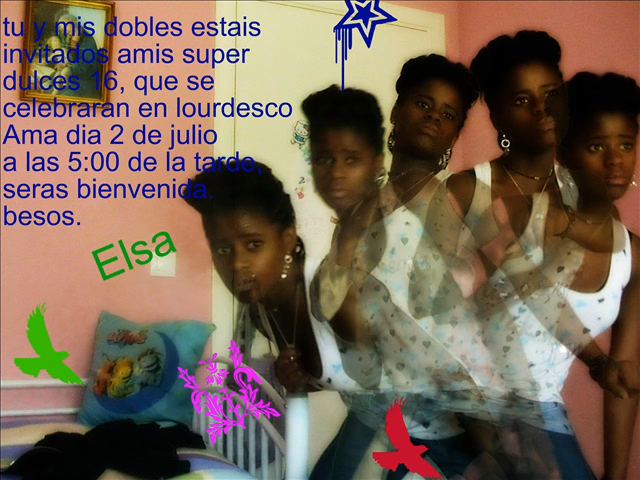 tu y mis dobles estais
invitados amis super
dulces 16, que se
celebraran en lourdesco
Ama dia 2 de julio
a las 5:00 de la tarde,
seras bienvenida.
besos.
Elsa